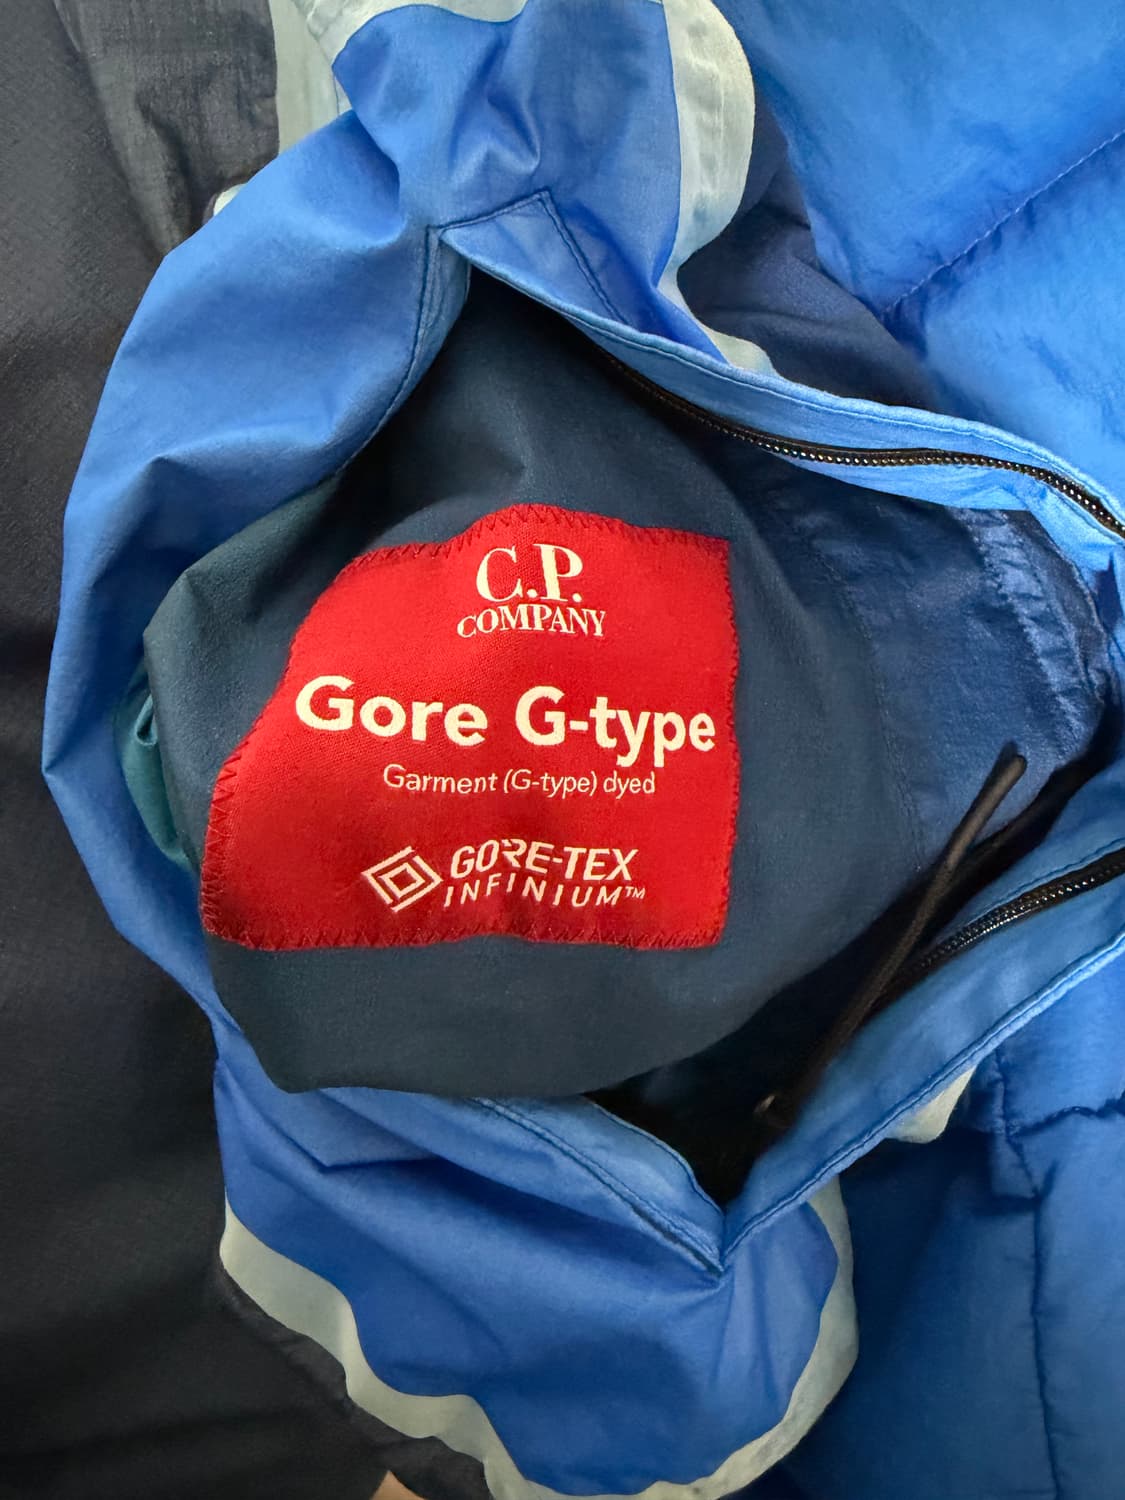 C.P.
COMPANY
Gore G-type
Garment (G-type) dyed
GORE-TEX
INFINIUM™